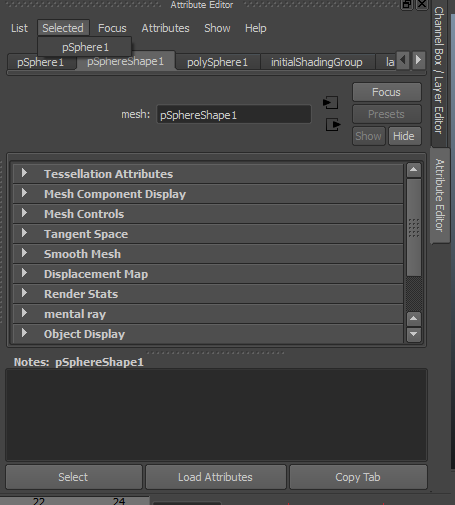 Attribute Editor
List Selected Focus Attributes Show Help
pSphere1
pSphere1 pSphereShape1 polySphere1 initialShadingGroup la
mesh: pSphereShape1
Focus
Presets
Show Hide
Tessellation Attributes
Mesh Component Display
Mesh Controls
Tangent Space
Smooth Mesh
Displacement Map
Render Stats
mental ray
Object Display
Notes: pSphereShape1
Select Load Attributes Copy Tab
22 24
Channel Box / Layer Editor
Attribute Editor